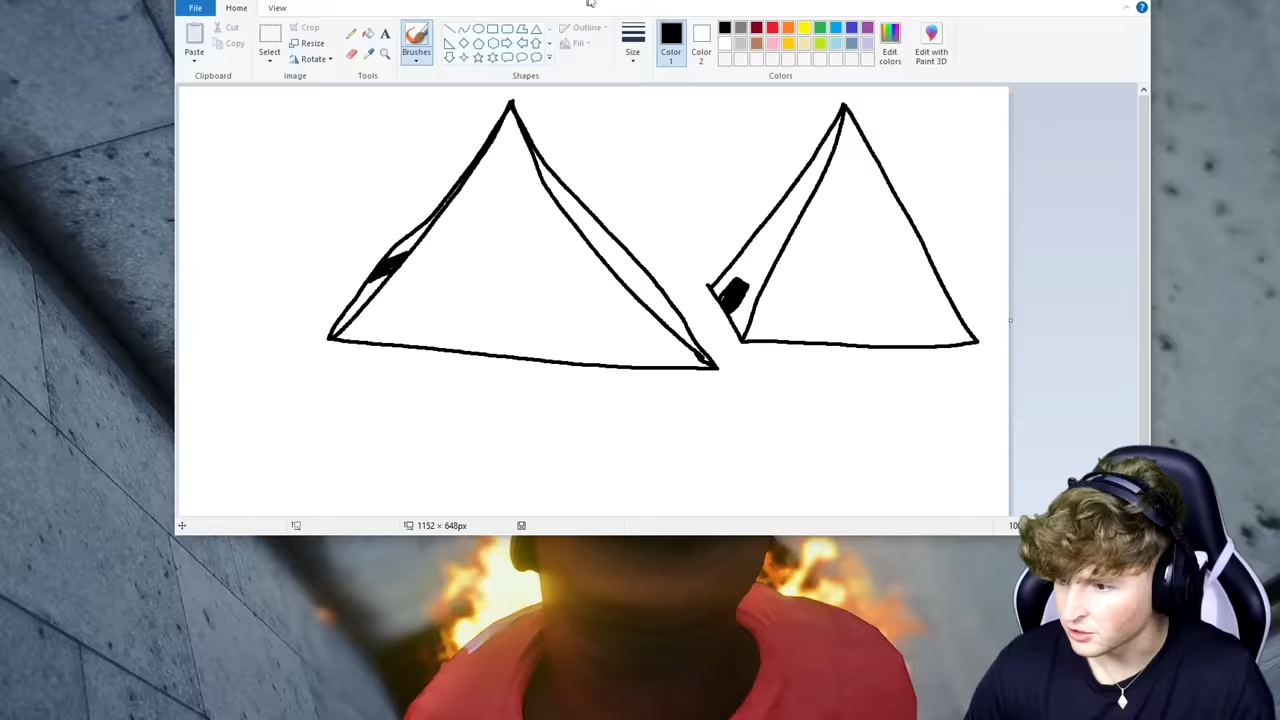 File Home View
Paste Cut Copy Select Crop Resize Rotate A Brushes Outline Fill Size Color 1 Color 2 Edit colors Edit with Paint 3D
Clipboard Image Tools Shapes Colors
1152 × 648px